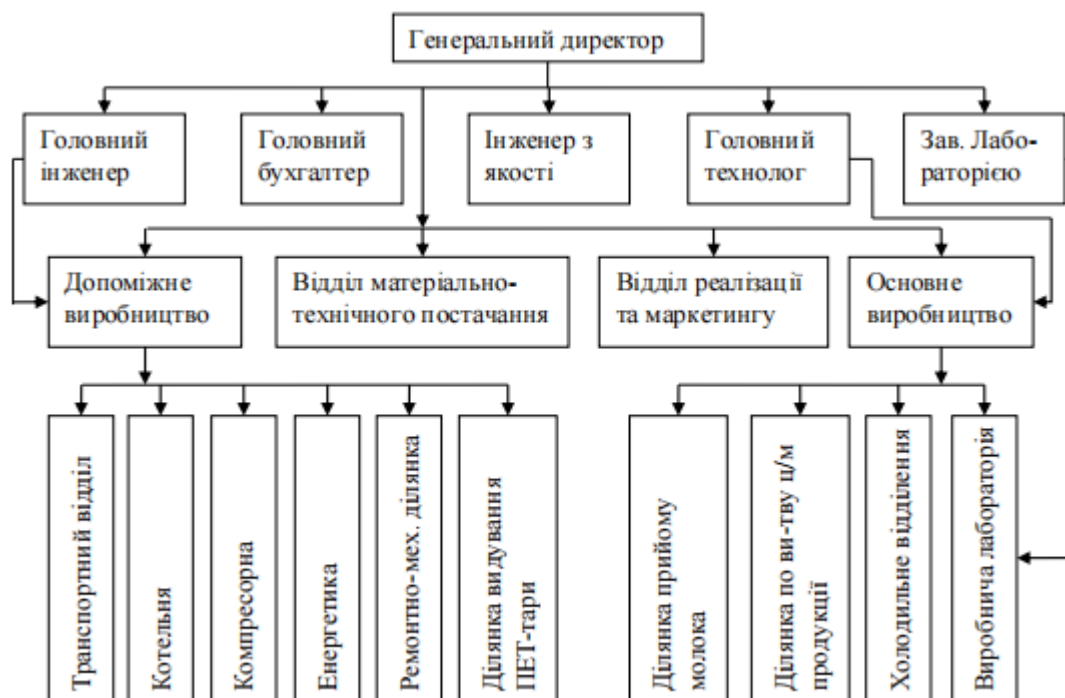 Генеральний директор
Головний
інженер
Головний
бухгалтер
Інженер з
якості
Головний
технолог
Зав. Лабо-
раторією
Допоміжне
виробництво
Відділ матеріально-
технічного постачання
Відділ реалізації
та маркетингу
Основне
виробництво
Транспортний відділ
Котельня
Компресорна
Енергетика
Ремонтно-мех. ділянка
Ділянка видування
ПЕТ-тари
Ділянка прийому
молока
Ділянка по ви-тву ц/м
продукції
Холодильне відділення
Виробнича лабораторія